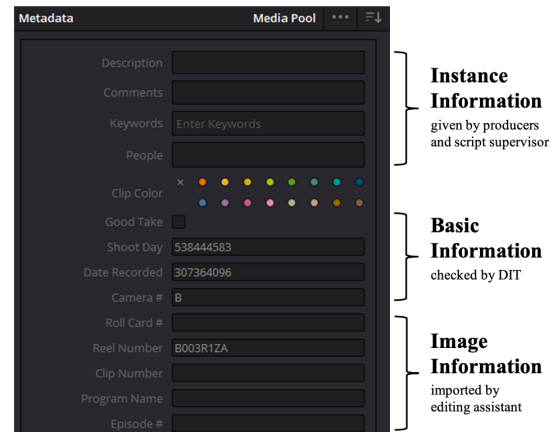 Metadata
Media Pool
Description
Comments
Keywords Enter Keywords
People
Clip Color
Good Take
Shoot Day 538444583
Date Recorded 307364096
Camera # B
Roll Card #
Reel Number B003R1ZA
Clip Number
Program Name
Episode #
Instance
Information
given by producers
and script supervisor
Basic
Information
checked by DIT
Image
Information
imported by
editing assistant